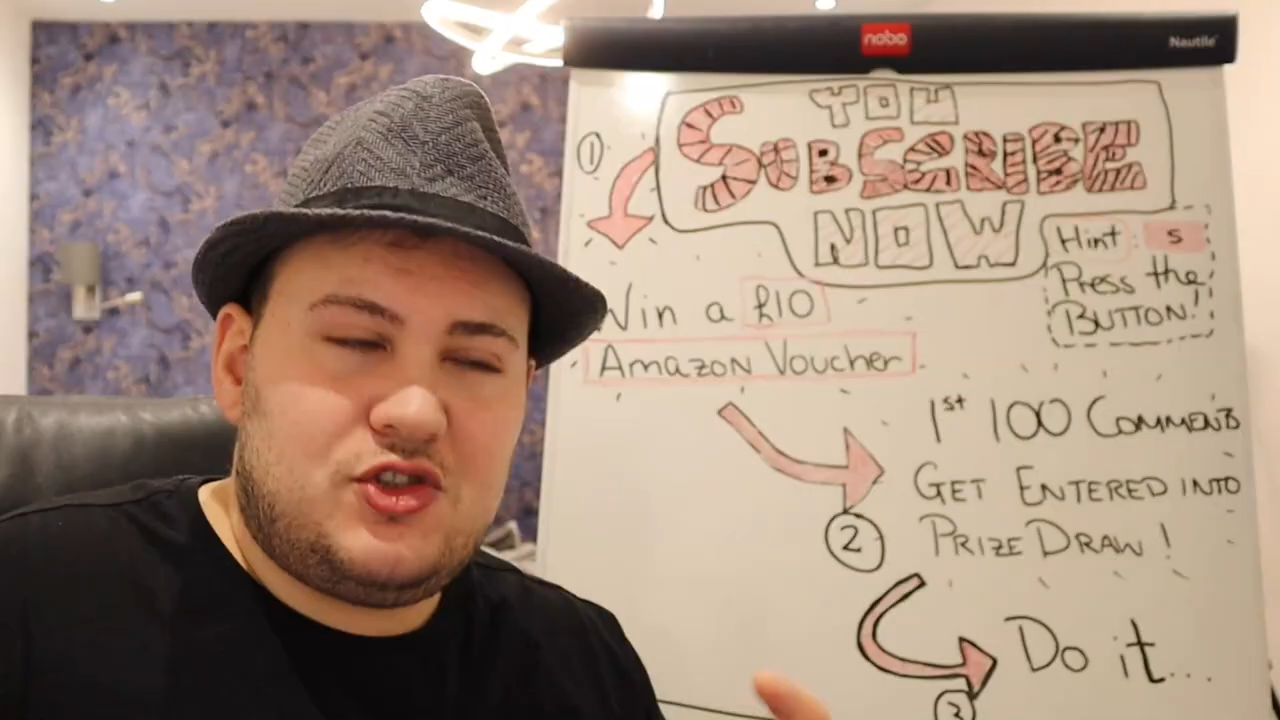 nobo
Nautile
YOU
SUBSCRIBE
NOW
1
Hint: S
Press the
BUTTON!
Win a £10
Amazon Voucher
1st 100 COMMENTS
GET ENTERED INTO
2
PRIZE DRAW!
Do it...
3